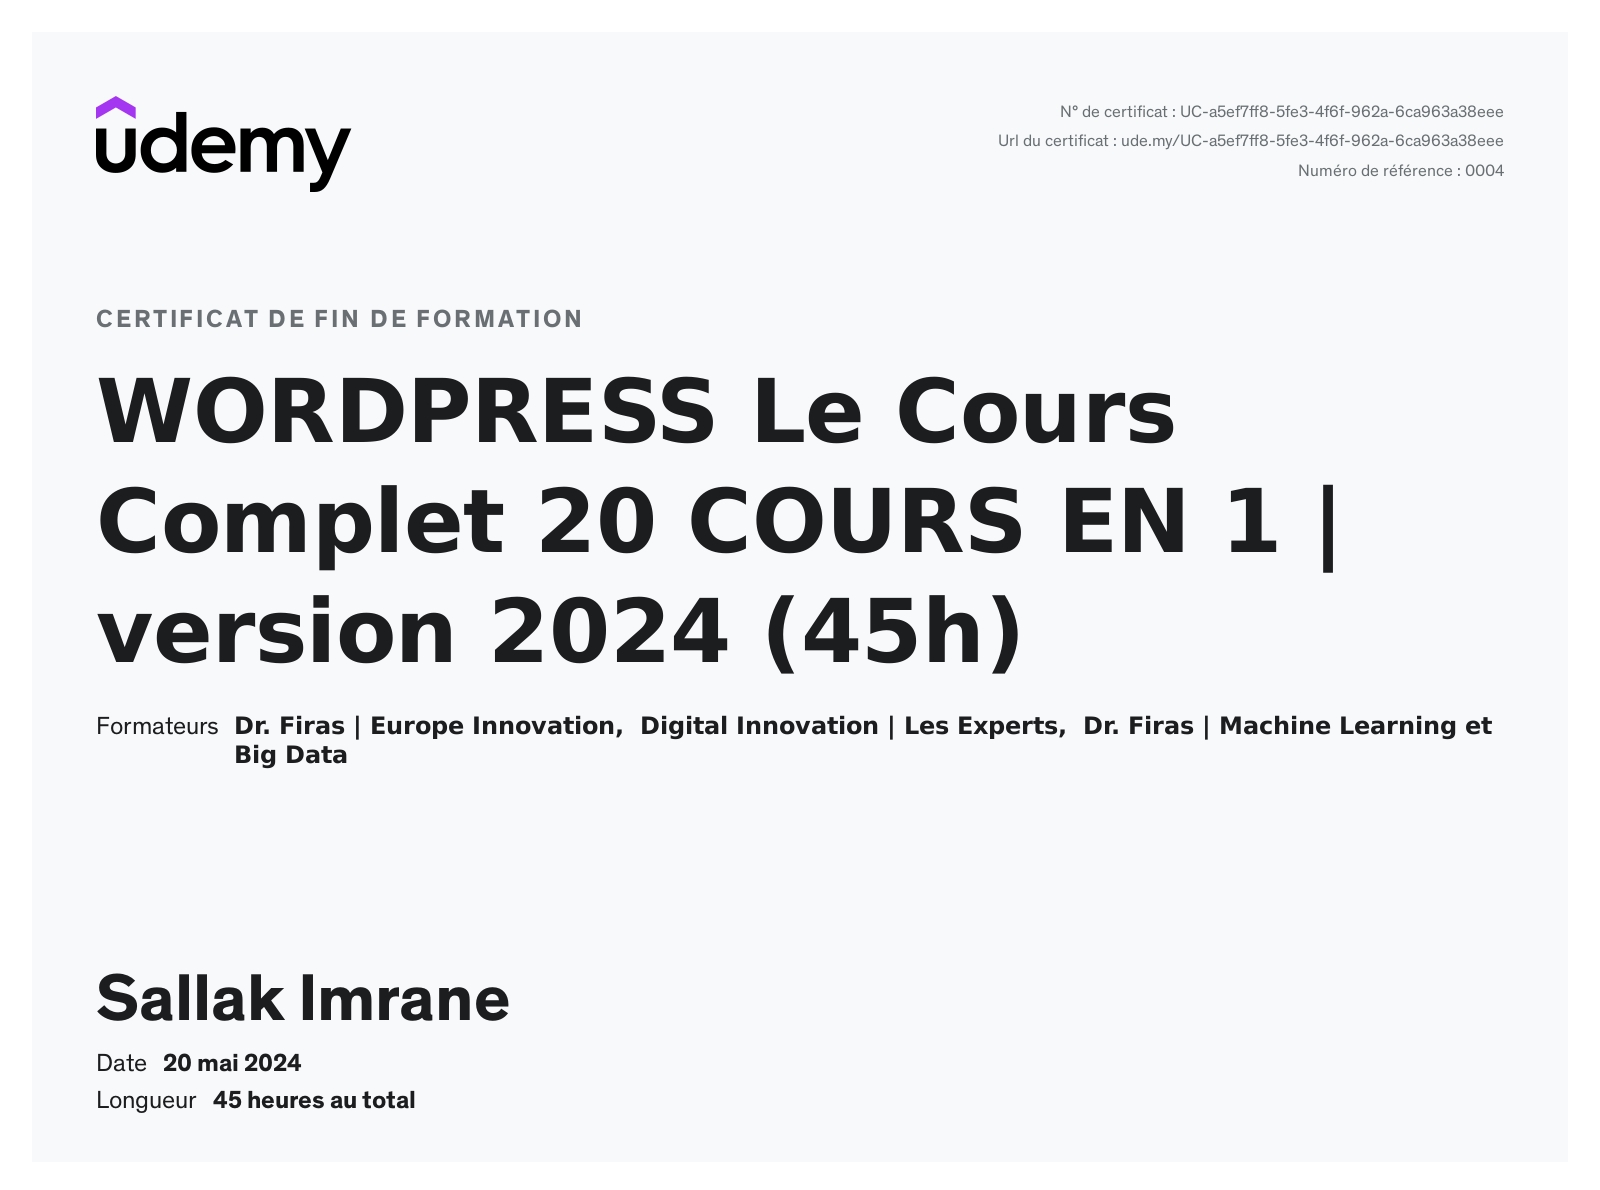 udemy
N° de certificat : UC-a5ef7ff8-5fe3-4f6f-962a-6ca963a38eee
Url du certificat : ude.my/UC-a5ef7ff8-5fe3-4f6f-962a-6ca963a38eee
Numéro de référence : 0004
CERTIFICAT DE FIN DE FORMATION
WORDPRESS Le Cours
Complet 20 COURS EN 1 |
version 2024 (45h)
Formateurs Dr. Firas | Europe Innovation, Digital Innovation | Les Experts, Dr. Firas | Machine Learning et
Big Data
Sallak Imrane
Date 20 mai 2024
Longueur 45 heures au total